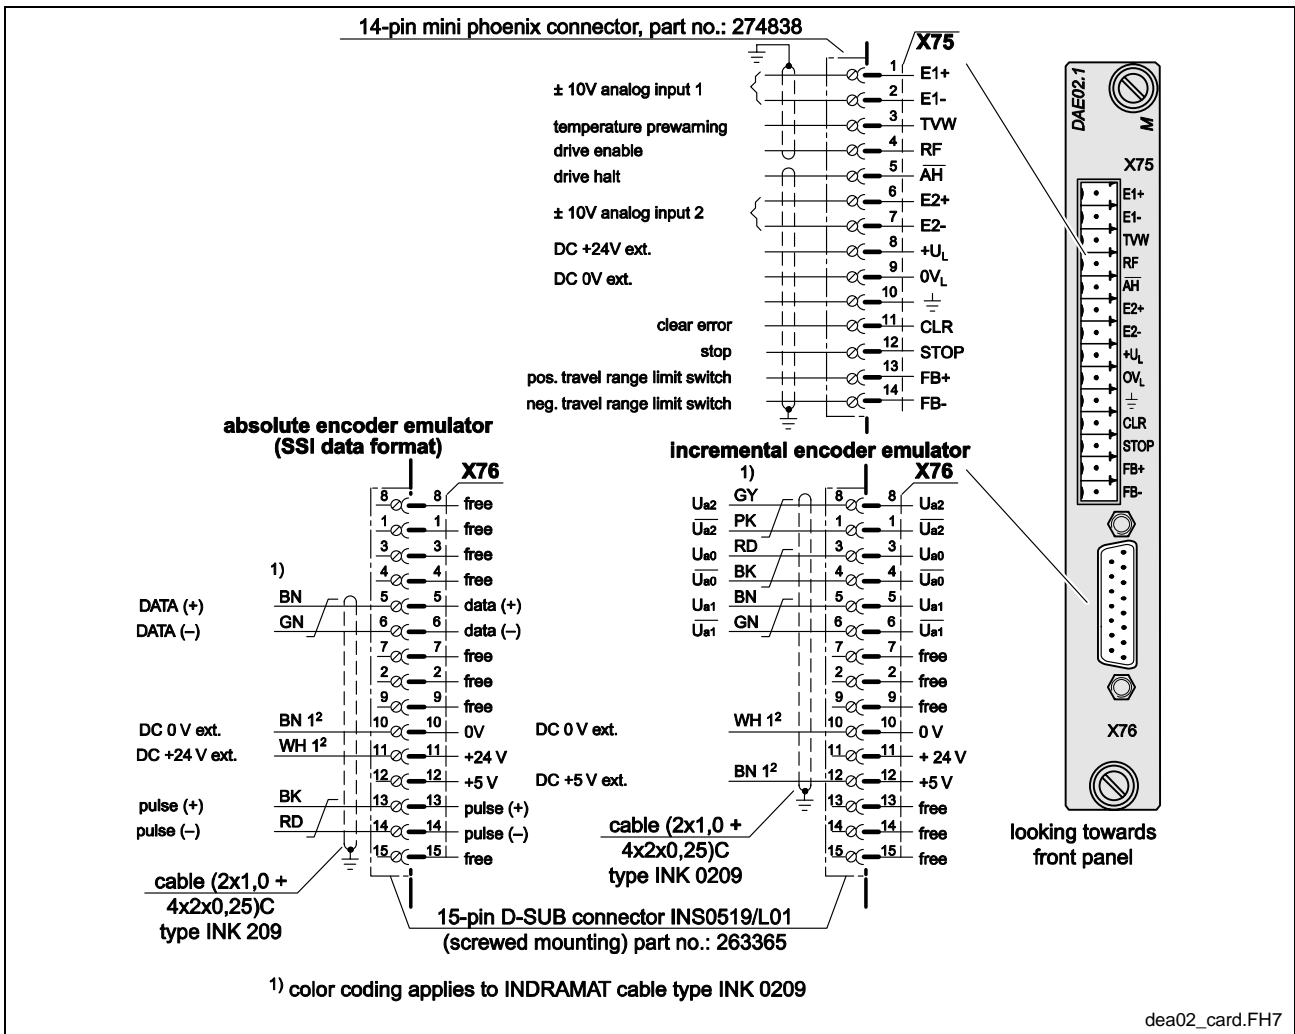 14-pin mini phoenix connector, part no.: 274838
X75
± 10V analog input 1
1 E1+
2 E1-
temperature prewarning 3 TVW
drive enable 4 RF
drive halt 5 A̅H̅
± 10V analog input 2
6 E2+
7 E2-
DC +24V ext. 8 +UL
DC 0V ext. 9 0VL
10
clear error 11 CLR
stop 12 STOP
pos. travel range limit switch 13 FB+
neg. travel range limit switch 14 FB-
absolute encoder emulator
(SSI data format)
X76
8 8 free
1 1 free
3 3 free
1)
4 4 free
DATA (+) BN 5 5 data (+)
DATA (–) GN 6 6 data (–)
7 7 free
2 2 free
9 9 free
DC 0 V ext. BN 1² 10 10 0V
DC +24 V ext. WH 1² 11 11 +24 V
12 12 +5 V
pulse (+) BK 13 13 pulse (+)
pulse (–) RD 14 14 pulse (–)
15 15 free
cable (2x1,0 +
4x2x0,25)C
type INK 209
incremental encoder emulator
1)
X76
Ua2 GY 8 8 Ua2
U̅a̅2̅ PK 1 1 U̅a̅2̅
Ua0 RD 3 3 Ua0
U̅a̅0̅ BK 4 4 U̅a̅0̅
Ua1 BN 5 5 Ua1
U̅a̅1̅ GN 6 6 U̅a̅1̅
7 7 free
2 2 free
9 9 free
DC 0 V ext. WH 1² 10 10 0 V
11 11 + 24 V
DC +5 V ext. BN 1² 12 12 +5 V
13 13 free
14 14 free
15 15 free
cable (2x1,0 +
4x2x0,25)C
type INK 0209
15-pin D-SUB connector INS0519/L01
(screwed mounting) part no.: 263365
1) color coding applies to INDRAMAT cable type INK 0209
DAE02.1
M
X75
E1+
E1-
TVW
RF
A̅H̅
E2+
E2-
+UL
OVL
CLR
STOP
FB+
FB-
X76
looking towards
front panel
dea02_card.FH7